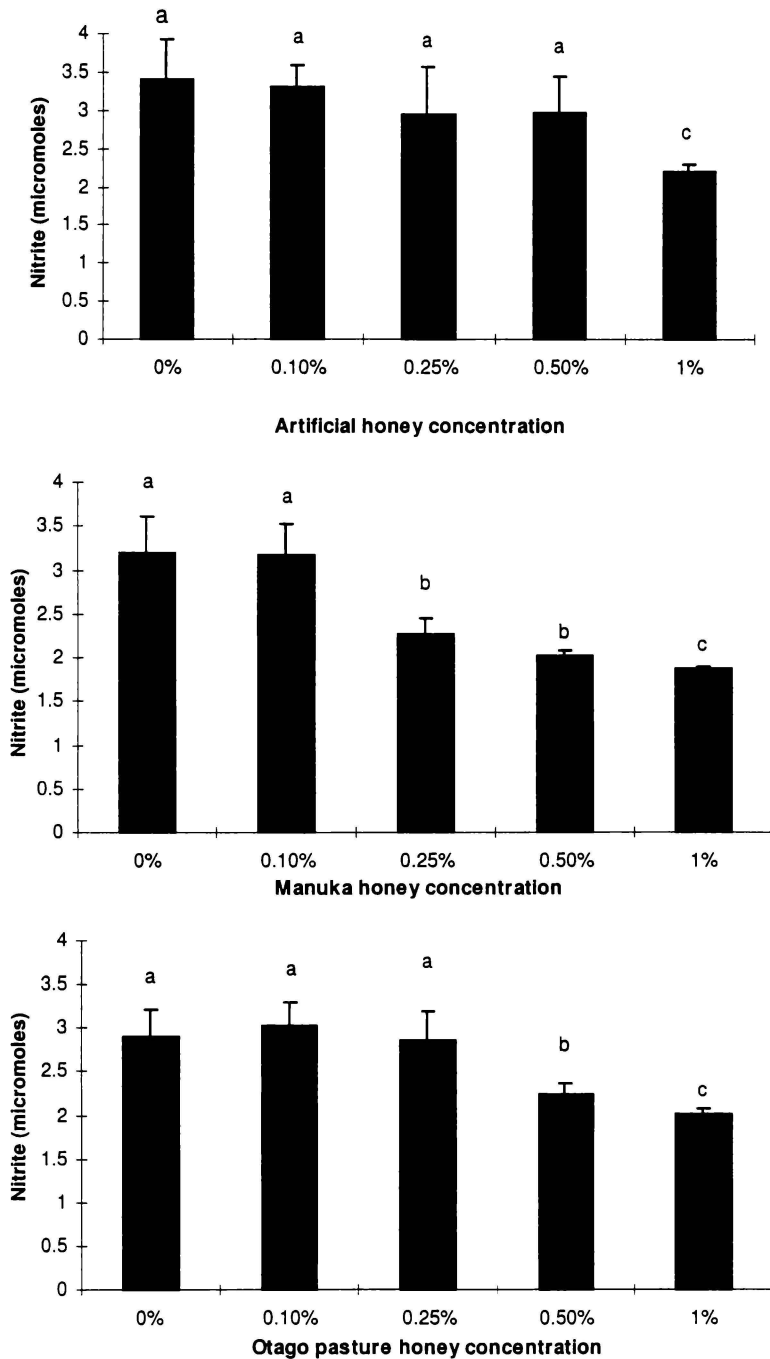 a
a
a
a
c
4
3.5
3
2.5
2
1.5
1
0.5
0
Nitrite (micromoles)
0% 0.10% 0.25% 0.50% 1%
Artificial honey concentration
a
a
b
b
c
4
3.5
3
2.5
2
1.5
1
0.5
0
Nitrite (micromoles)
0% 0.10% 0.25% 0.50% 1%
Manuka honey concentration
a
a
a
b
c
4
3.5
3
2.5
2
1.5
1
0.5
0
Nitrite (micromoles)
0% 0.10% 0.25% 0.50% 1%
Otago pasture honey concentration